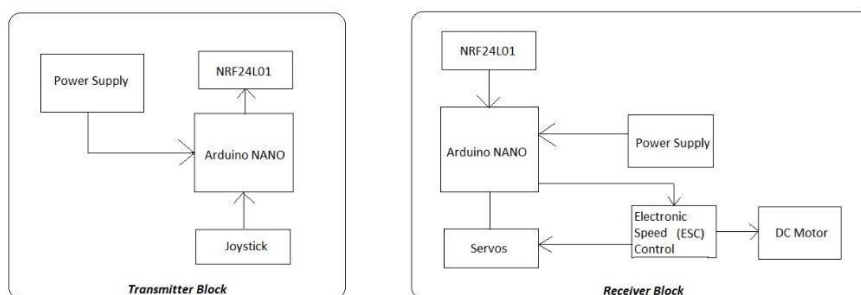 Power Supply
NRF24L01
Arduino NANO
Joystick
Transmitter Block
NRF24L01
Arduino NANO
Power Supply
Servos
Electronic
Speed (ESC)
Control
DC Motor
Receiver Block